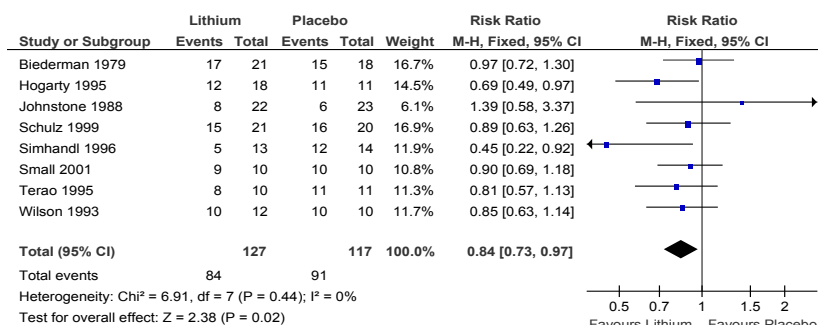 Lithium Placebo Risk Ratio Risk Ratio
Study or Subgroup Events Total Events Total Weight M-H, Fixed, 95% CI M-H, Fixed, 95% CI
Biederman 1979 17 21 15 18 16.7% 0.97 [0.72, 1.30]
Hogarty 1995 12 18 11 11 14.5% 0.69 [0.49, 0.97]
Johnstone 1988 8 22 6 23 6.1% 1.39 [0.58, 3.37]
Schulz 1999 15 21 16 20 16.9% 0.89 [0.63, 1.26]
Simhandl 1996 5 13 12 14 11.9% 0.45 [0.22, 0.92]
Small 2001 9 10 10 10 10.8% 0.90 [0.69, 1.18]
Terao 1995 8 10 11 11 11.3% 0.81 [0.57, 1.13]
Wilson 1993 10 12 10 10 11.7% 0.85 [0.63, 1.14]
Total (95% CI) 127 117 100.0% 0.84 [0.73, 0.97]
Total events 84 91
Heterogeneity: Chi² = 6.91, df = 7 (P = 0.44); I² = 0%
Test for overall effect: Z = 2.38 (P = 0.02)
0.5 0.7 1 1.5 2
Favours Lithium Favours Placebo